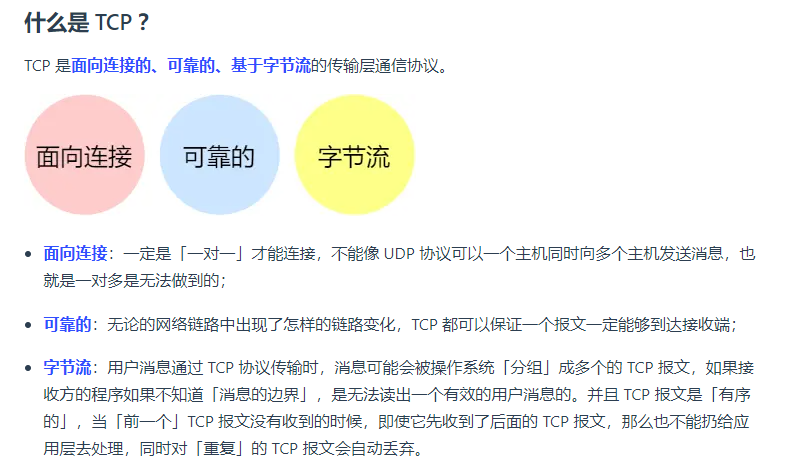 什么是 TCP ？
TCP 是面向连接的、可靠的、基于字节流的传输层通信协议。
面向连接 可靠的 字节流
面向连接：一定是「一对一」才能连接，不能像 UDP 协议可以一个主机同时向多个主机发送消息，也
就是一对多是无法做到的；
可靠的：无论的网络链路中出现了怎样的链路变化，TCP 都可以保证一个报文一定能够到达接收端；
字节流：用户消息通过 TCP 协议传输时，消息可能会被操作系统「分组」成多个的 TCP 报文，如果接
收方的程序如果不知道「消息的边界」，是无法读出一个有效的用户消息的。并且 TCP 报文是「有序
的」，当「前一个」TCP 报文没有收到的时候，即使它先收到了后面的 TCP 报文，那么也不能扔给应
用层去处理，同时对「重复」的 TCP 报文会自动丢弃。